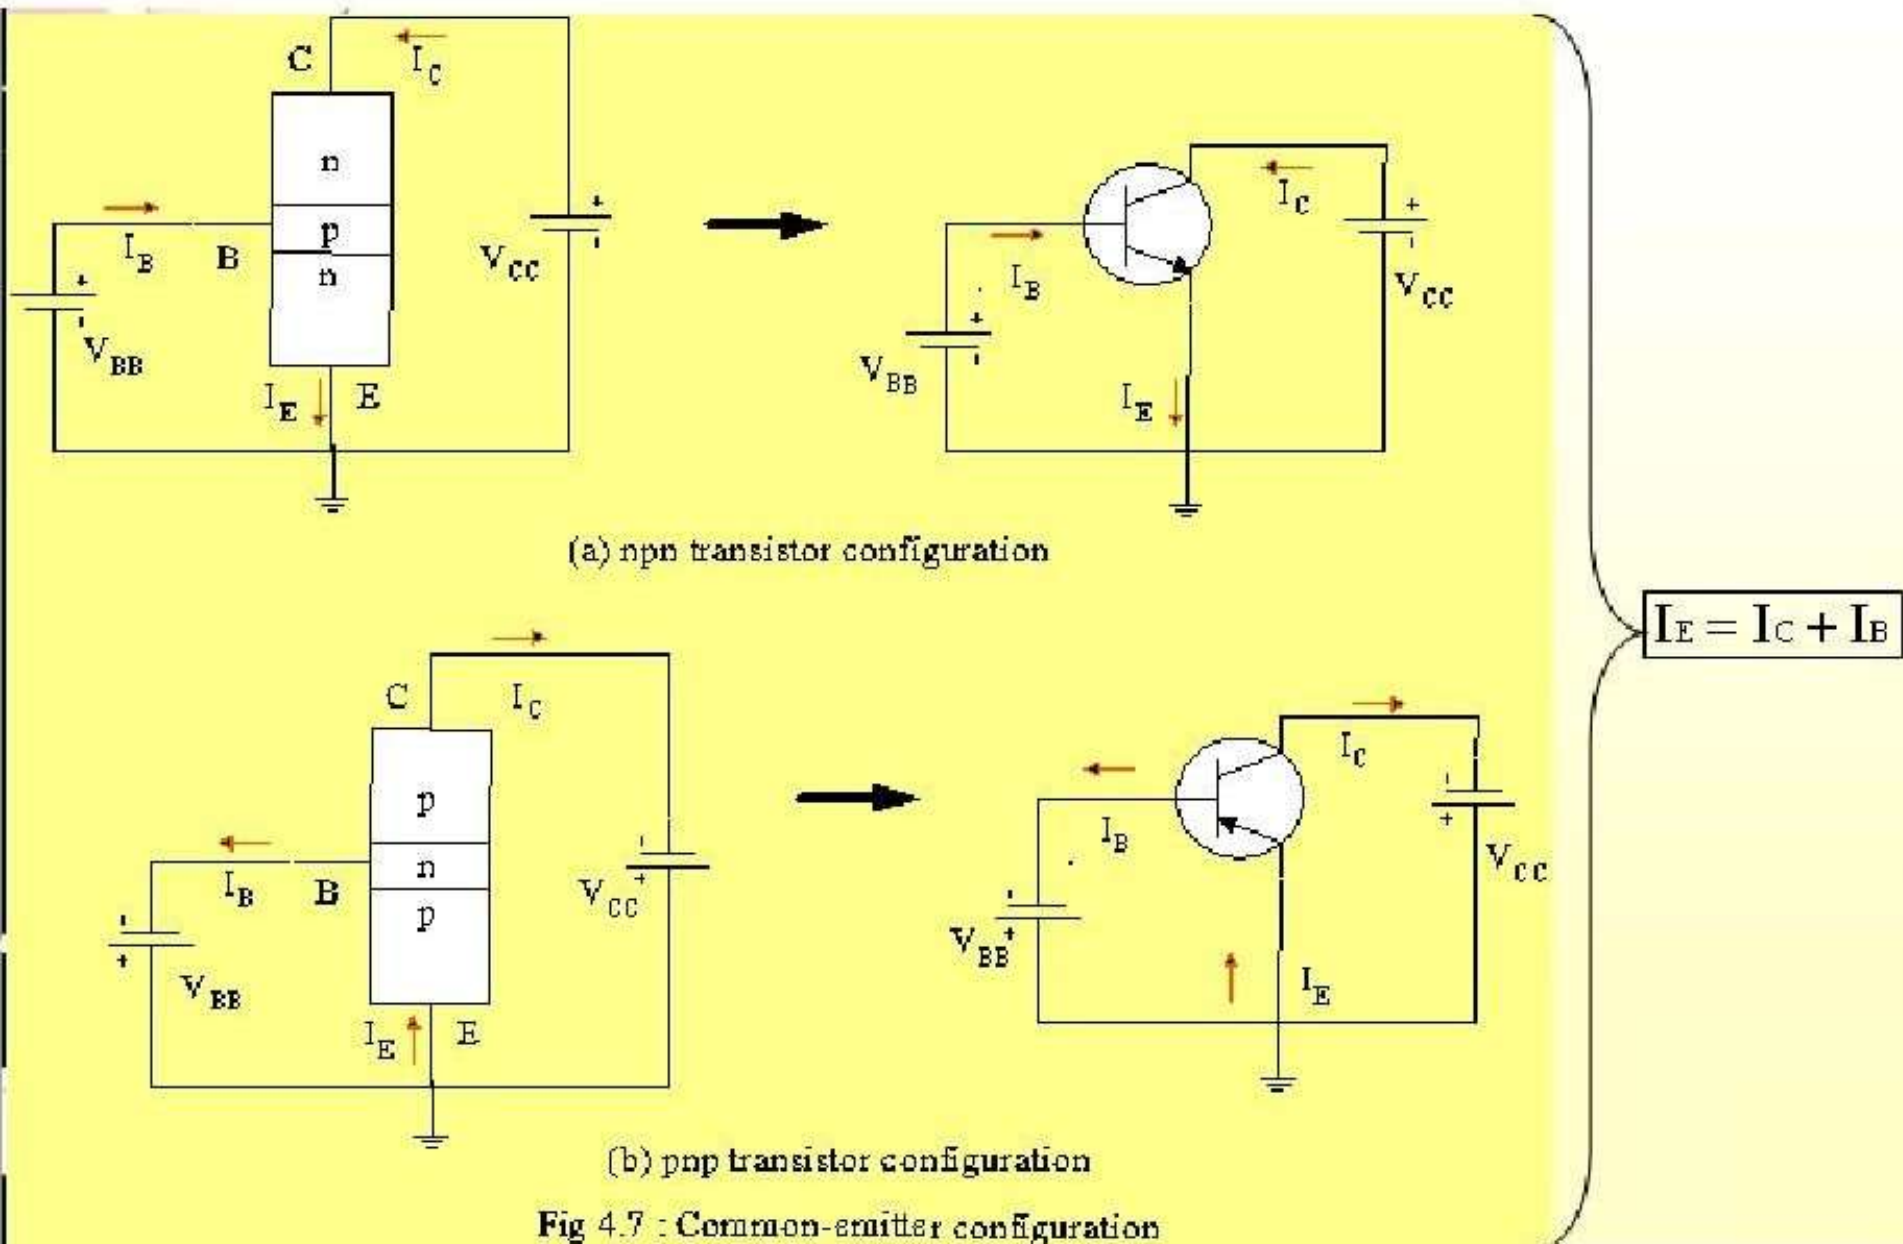 C
I_C
n
p
n
I_B
B
V_CC
V_BB
I_E
E
+
-
+
-
I_C
I_B
V_CC
V_BB
I_E
+
-
+
-
(a) npn transistor configuration
I_E = I_C + I_B
C
I_C
p
n
p
I_B
B
V_CC
V_BB
I_E
E
-
+
-
+
I_C
I_B
V_CC
V_BB
I_E
-
+
-
+
(b) pnp transistor configuration
Fig 4.7 : Common-emitter configuration